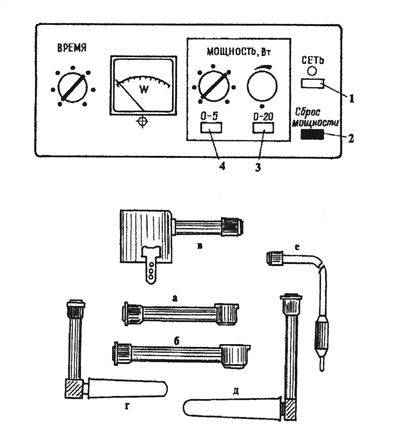 ВРЕМЯ
W
МОЩНОСТЬ, Вт
0-5
0-20
СЕТЬ
Сброс
мощности
1
2
3
4
в
е
а
б
г
д